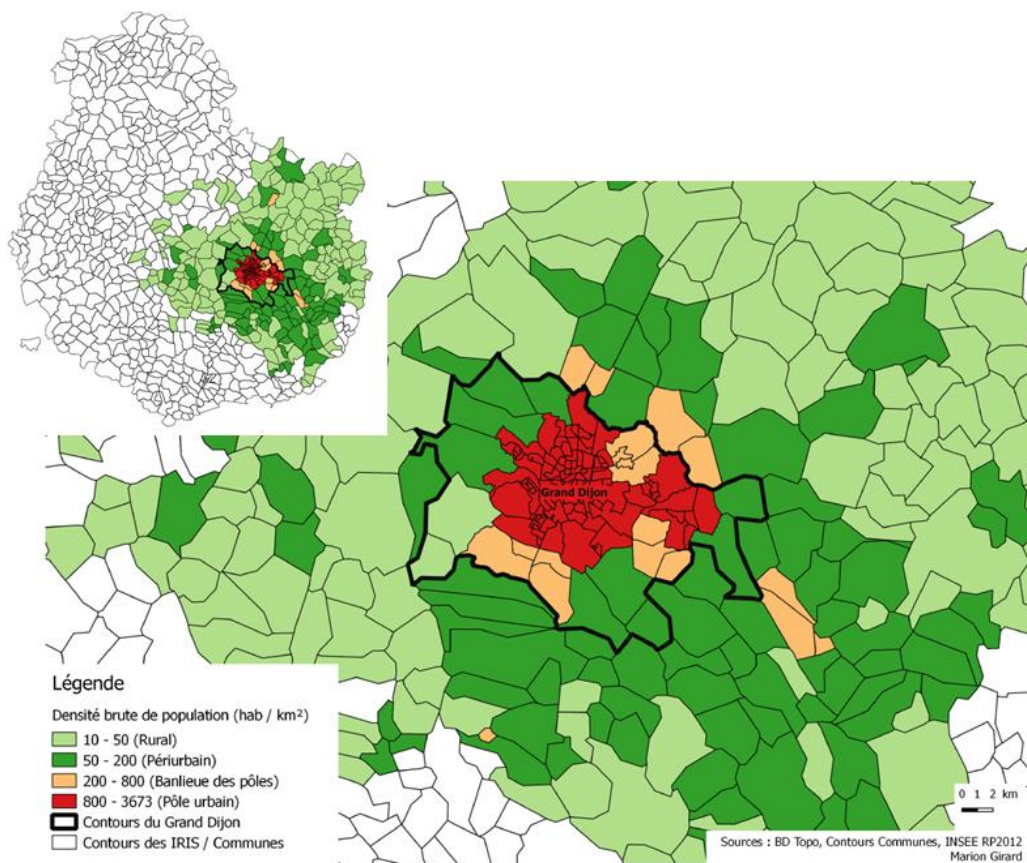 Grand Dijon
Légende
Densité brute de population (hab / km²)
10 - 50 (Rural)
50 - 200 (Périurbain)
200 - 800 (Banlieue des pôles)
800 - 3673 (Pôle urbain)
Contours du Grand Dijon
Contours des IRIS / Communes
0 1 2 km
Sources : BD Topo, Contours Communes, INSEE RP2012
Marion Girard